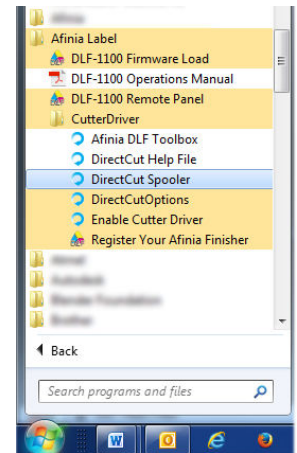 Afinia Label
DLF-1100 Firmware Load
DLF-1100 Operations Manual
DLF-1100 Remote Panel
CutterDriver
Afinia DLF Toolbox
DirectCut Help File
DirectCut Spooler
DirectCutOptions
Enable Cutter Driver
Register Your Afinia Finisher
Back
Search programs and files